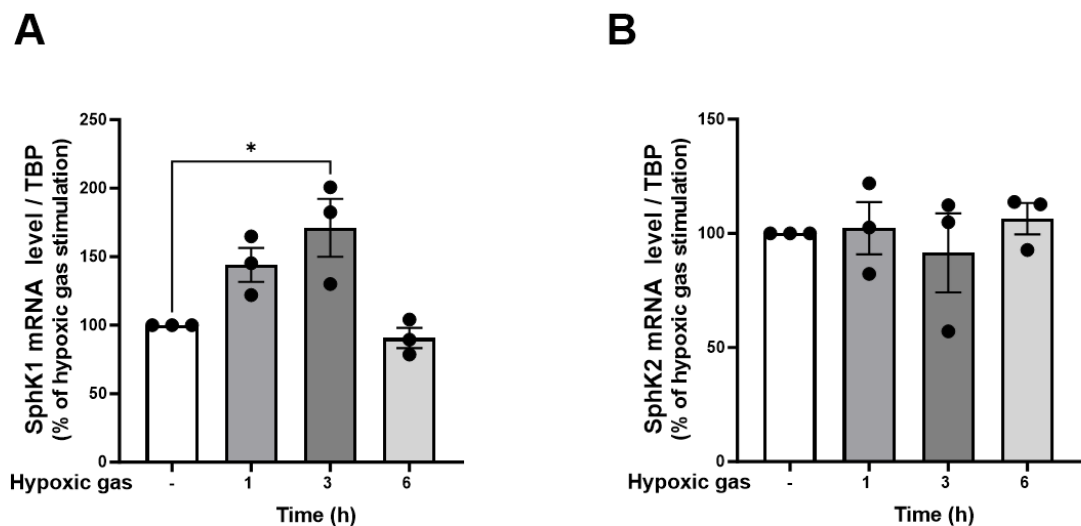 A
SphK1 mRNA level / TBP
(% of hypoxic gas stimulation)
250
200
150
100
50
0
*
Hypoxic gas - 1 3 6
Time (h)
B
SphK2 mRNA level / TBP
(% of hypoxic gas stimulation)
150
100
50
0
Hypoxic gas - 1 3 6
Time (h)